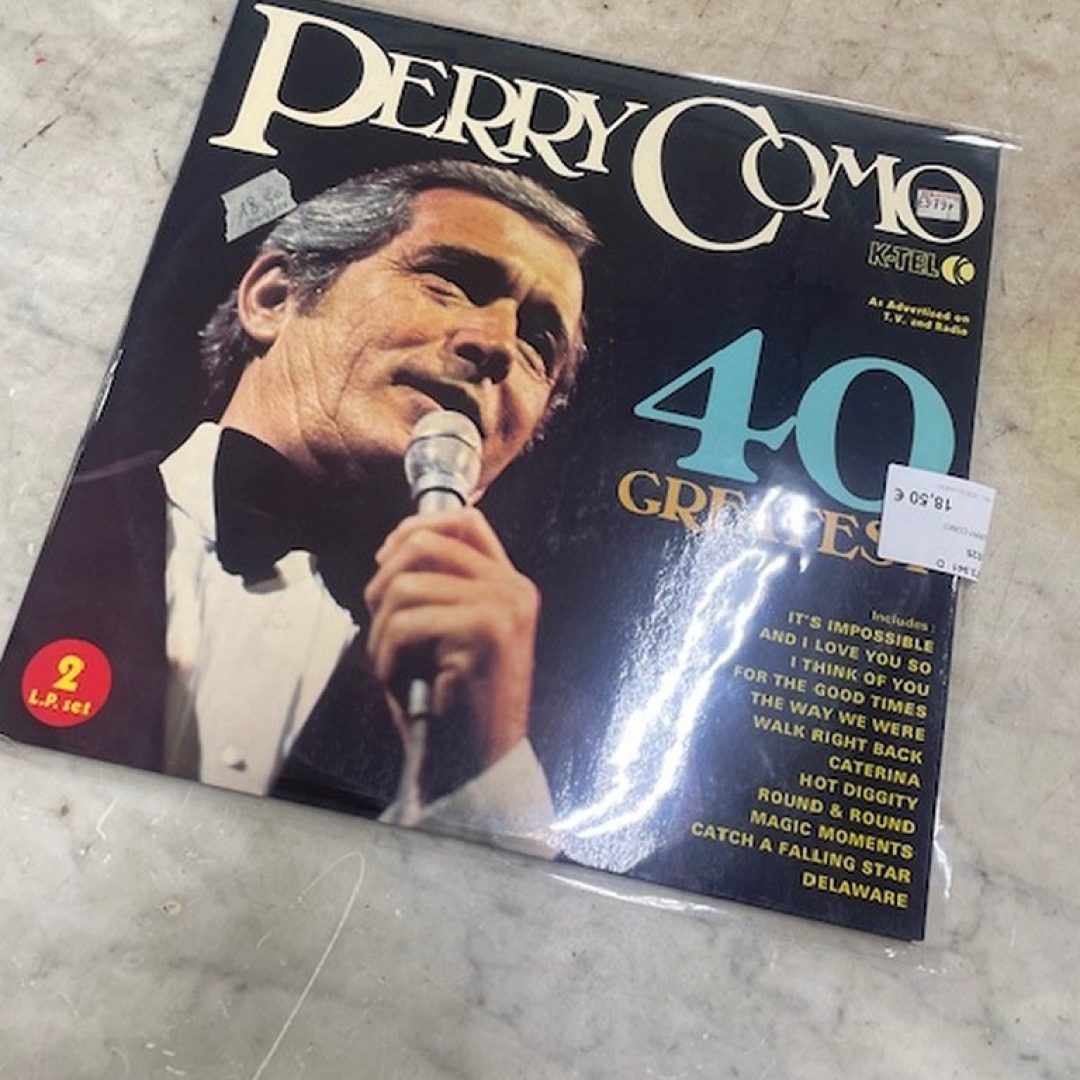 PERRY COMO
K-TEL
As Advertised on
T.V. and Radio
40
GREATEST
18,50 €
Includes:
IT'S IMPOSSIBLE
AND I LOVE YOU SO
I THINK OF YOU
FOR THE GOOD TIMES
THE WAY WE WERE
WALK RIGHT BACK
CATERINA
HOT DIGGITY
ROUND & ROUND
MAGIC MOMENTS
CATCH A FALLING STAR
DELAWARE
2
L.P. set